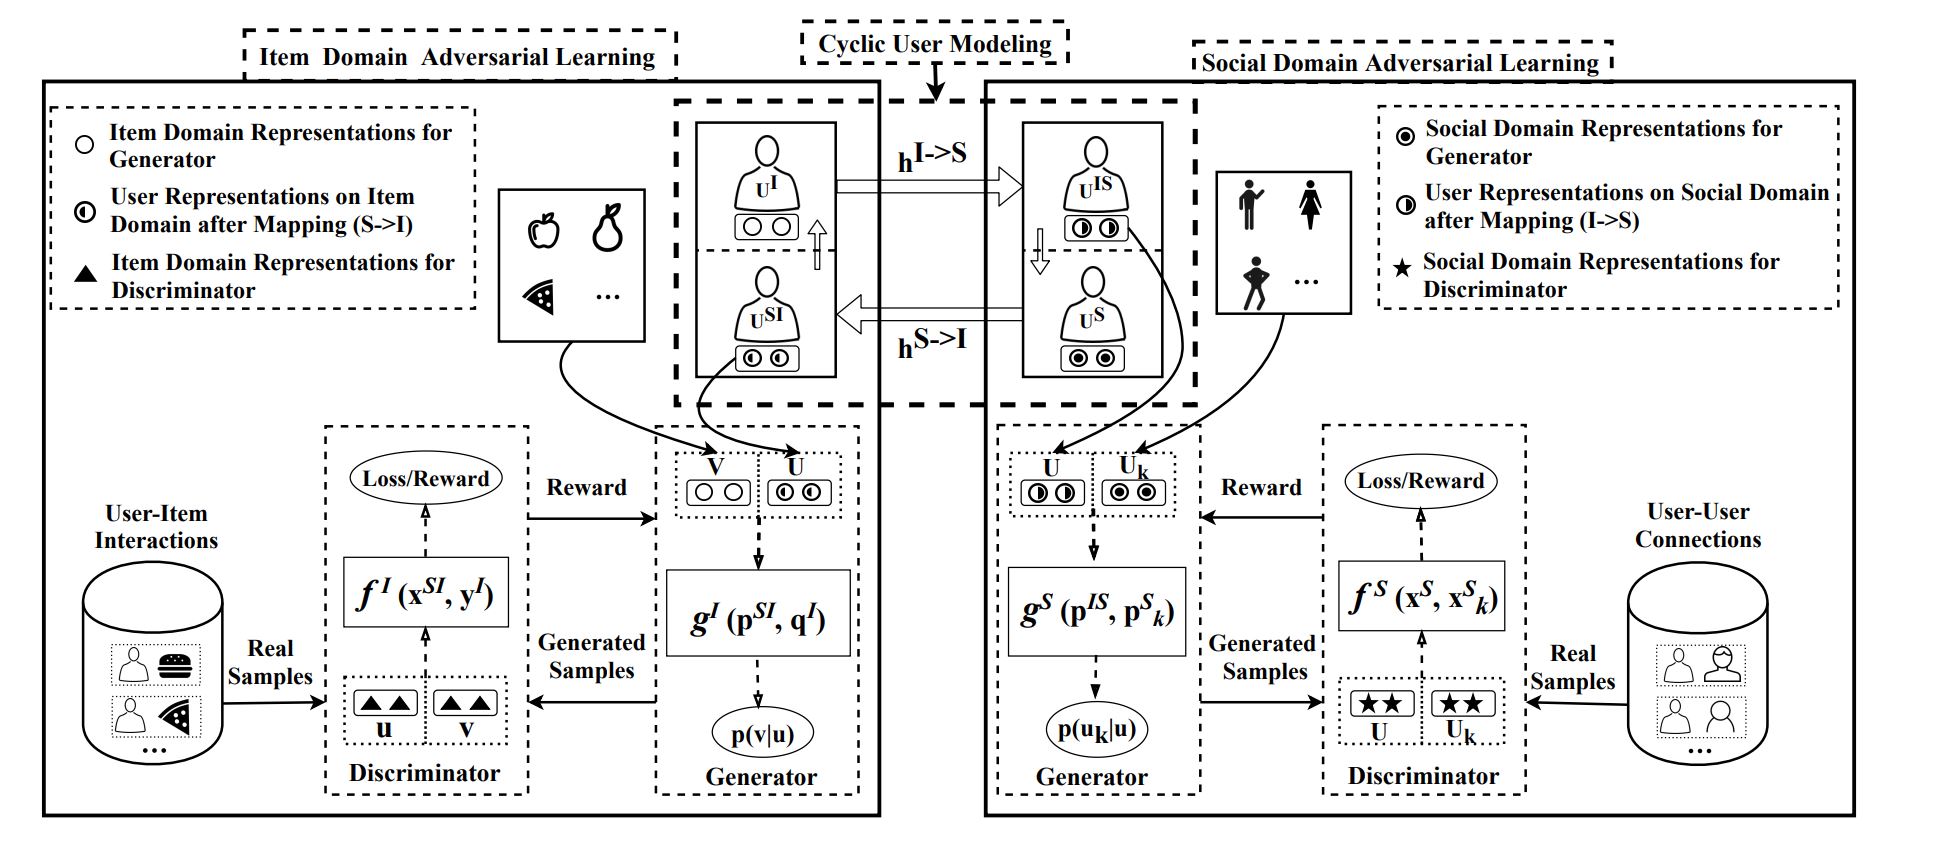 Item Domain Adversarial Learning
Cyclic User Modeling
Social Domain Adversarial Learning
Item Domain Representations for
Generator
User Representations on Item
Domain after Mapping (S->I)
Item Domain Representations for
Discriminator
...
U^I
U^SI
h^I->S
h^S->I
U^IS
U^S
...
Social Domain Representations for
Generator
User Representations on Social Domain
after Mapping (I->S)
Social Domain Representations for
Discriminator
User-Item
Interactions
...
Real
Samples
Loss/Reward
f^I (x^SI, y^I)
u v
Discriminator
Reward
Generated
Samples
V U
g^I (p^SI, q^I)
p(v|u)
Generator
U U_k
g^S (p^IS, p^S_k)
p(u_k|u)
Generator
Reward
Generated
Samples
Loss/Reward
f^S (x^S, x^S_k)
U U_k
Discriminator
Real
Samples
User-User
Connections
...